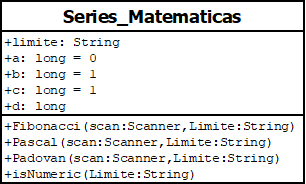 Series_Matematicas
+limite: String
+a: long = 0
+b: long = 1
+c: long = 1
+d: long
+Fibonacci(scan:Scanner,Limite:String)
+Pascal(scan:Scanner,Limite:String)
+Padovan(scan:Scanner,Limite:String)
+isNumeric(Limite:String)